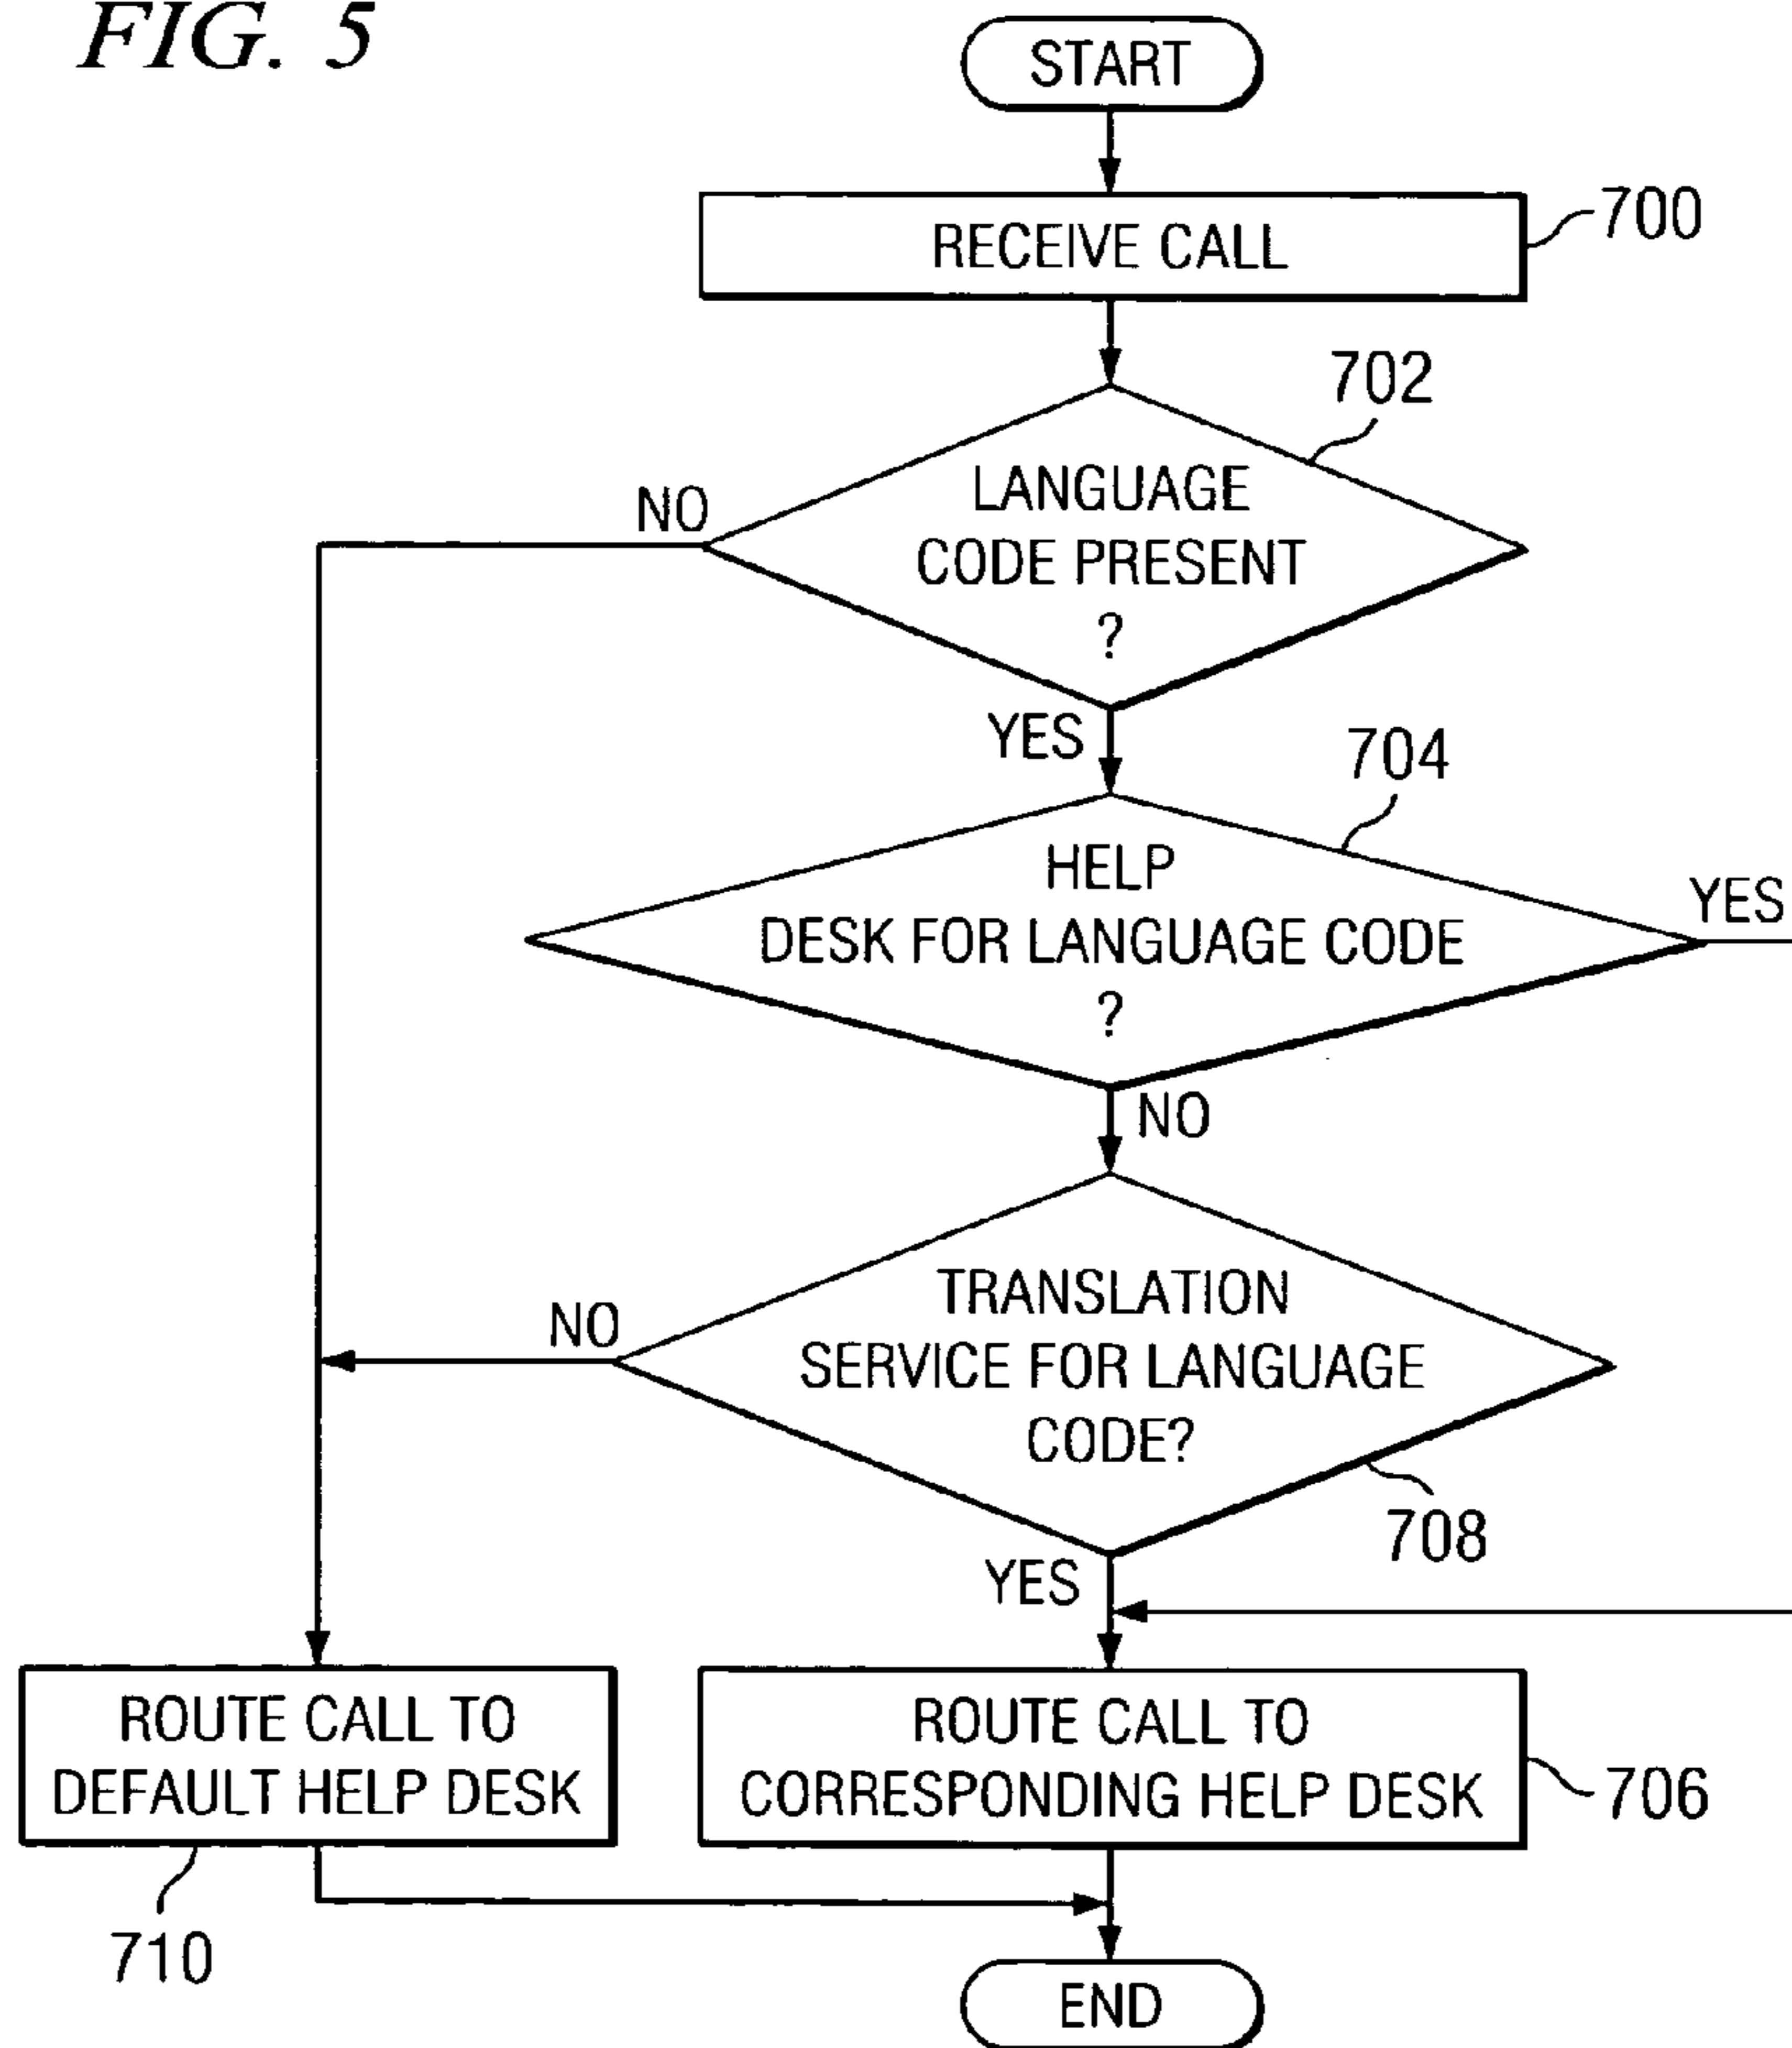 FIG. 5
START
RECEIVE CALL
700
702
LANGUAGE
CODE PRESENT
?
NO
YES
704
HELP
DESK FOR LANGUAGE CODE
?
YES
NO
TRANSLATION
SERVICE FOR LANGUAGE
CODE?
NO
708
YES
ROUTE CALL TO
DEFAULT HELP DESK
710
ROUTE CALL TO
CORRESPONDING HELP DESK
706
END